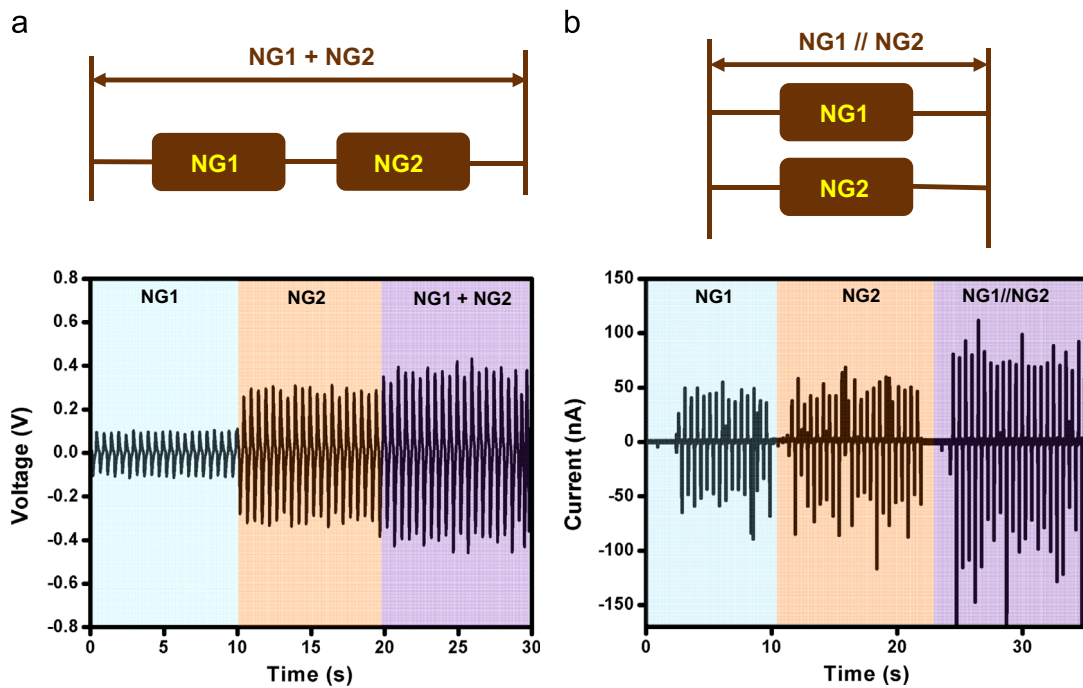 a
NG1 + NG2
NG1
NG2
0.8
0.6
0.4
0.2
0.0
-0.2
-0.4
-0.6
-0.8
Voltage (V)
NG1
NG2
NG1 + NG2
0
5
10
15
20
25
30
Time (s)
b
NG1 // NG2
NG1
NG2
150
100
50
0
-50
-100
-150
Current (nA)
NG1
NG2
NG1//NG2
0
10
20
30
Time (s)